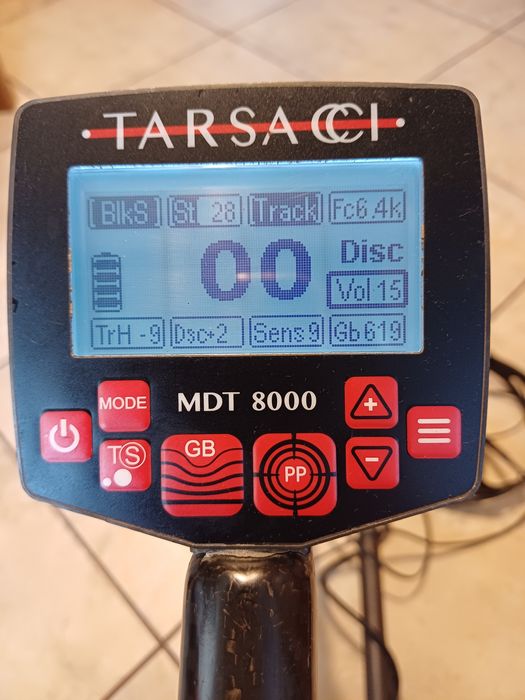 TARSACCI
BlkS St 28 Track Fc6.4k
00 Disc
Vol 15
TrH -9 Dsc+2 Sens 9 Gb 619
MODE MDT 8000 +
TS GB PP -